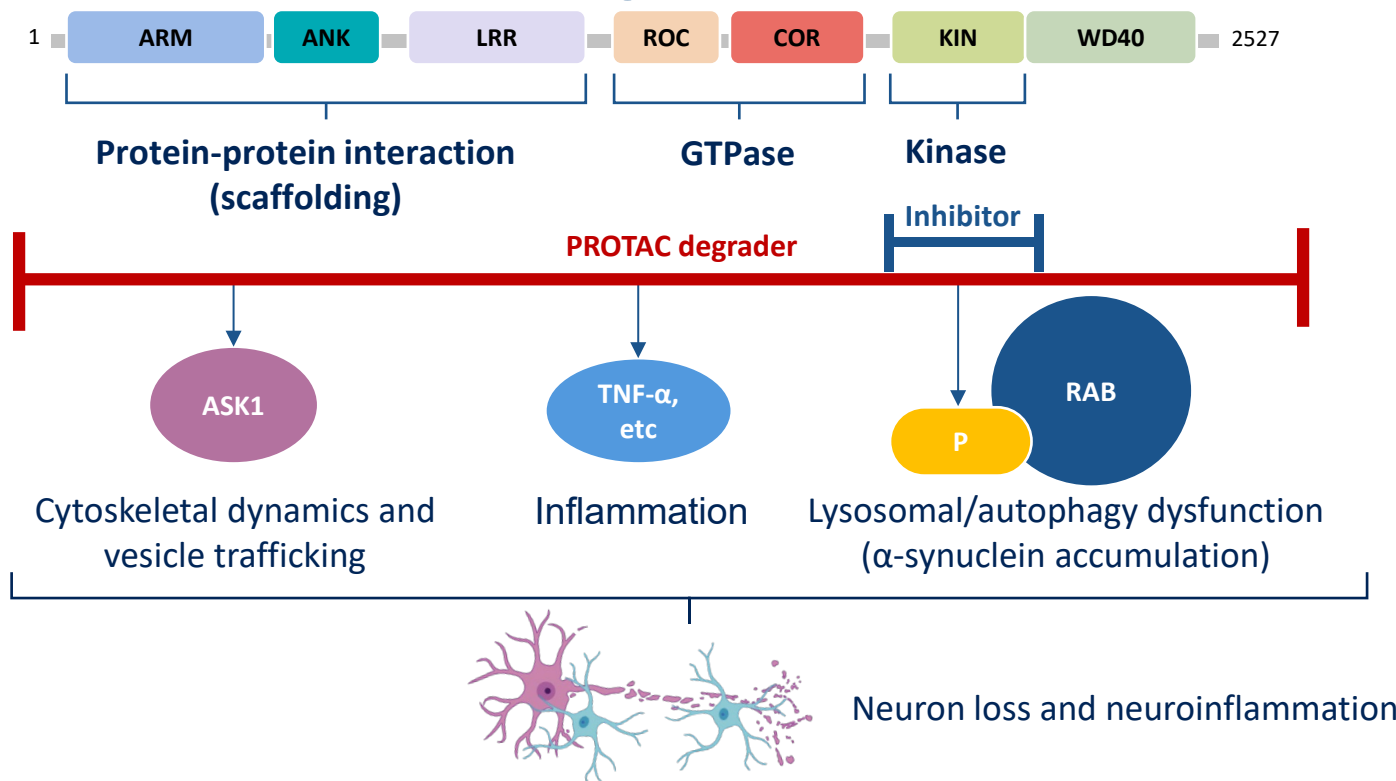 1 ARM ANK LRR ROC COR KIN WD40 2527
Protein-protein interaction
(scaffolding)
GTPase
Kinase
Inhibitor
PROTAC degrader
ASK1
TNF-α,
etc
P
RAB
Cytoskeletal dynamics and
vesicle trafficking
Inflammation
Lysosomal/autophagy dysfunction
(α-synuclein accumulation)
Neuron loss and neuroinflammation